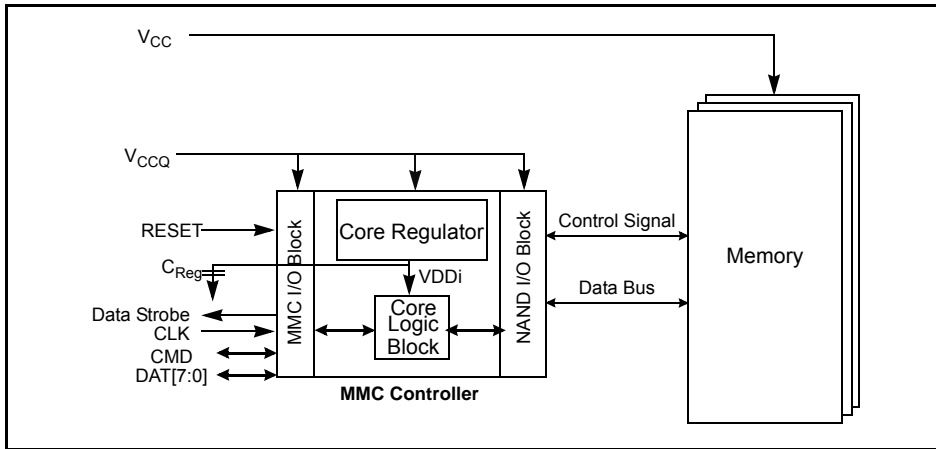 VCC
VCCQ
RESET
CReg
Data Strobe
CLK
CMD
DAT[7:0]
MMC I/O Block
Core Regulator
VDDi
Core
Logic
Block
NAND I/O Block
MMC Controller
Control Signal
Data Bus
Memory